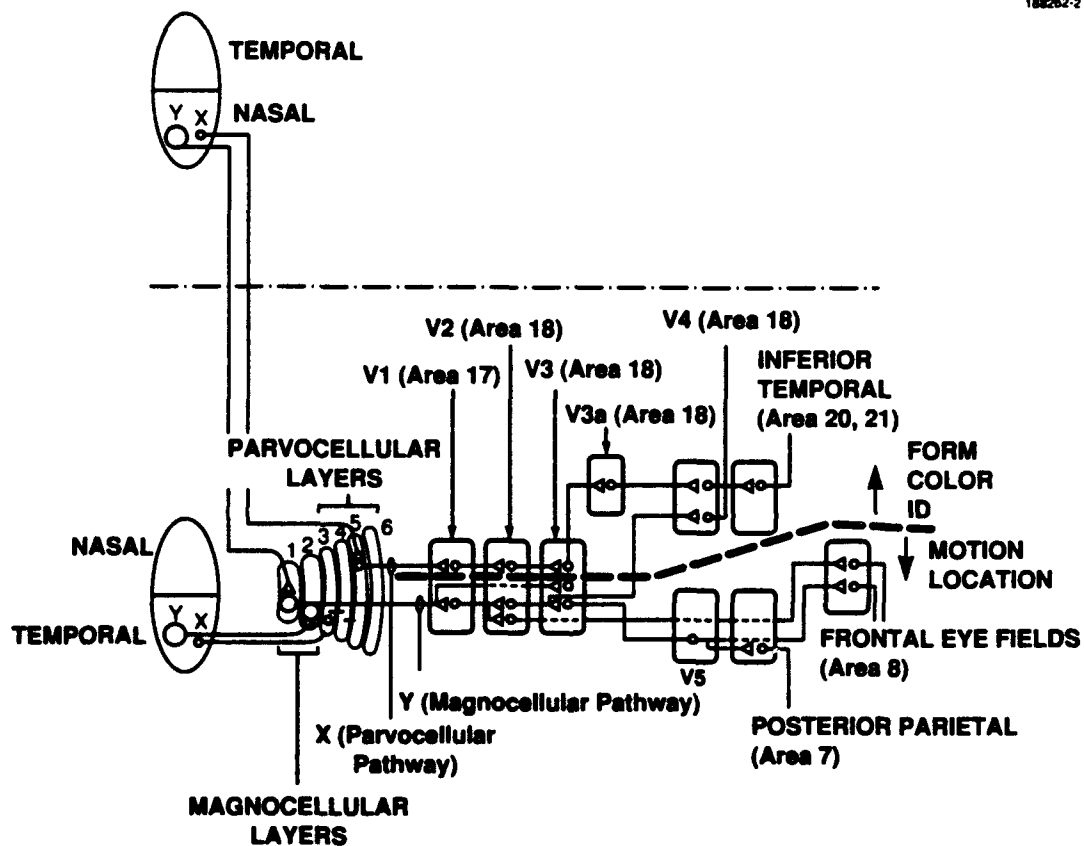 188262-2
TEMPORAL
Y X
NASAL
V2 (Area 18)
V4 (Area 18)
V1 (Area 17)
V3 (Area 18)
INFERIOR
TEMPORAL
(Area 20, 21)
V3a (Area 18)
PARVOCELLULAR
LAYERS
FORM
COLOR
ID
1 2 3 4 5 6
NASAL
MOTION
LOCATION
Y X
TEMPORAL
FRONTAL EYE FIELDS
(Area 8)
V5
Y (Magnocellular Pathway)
X (Parvocellular
Pathway)
POSTERIOR PARIETAL
(Area 7)
MAGNOCELLULAR
LAYERS